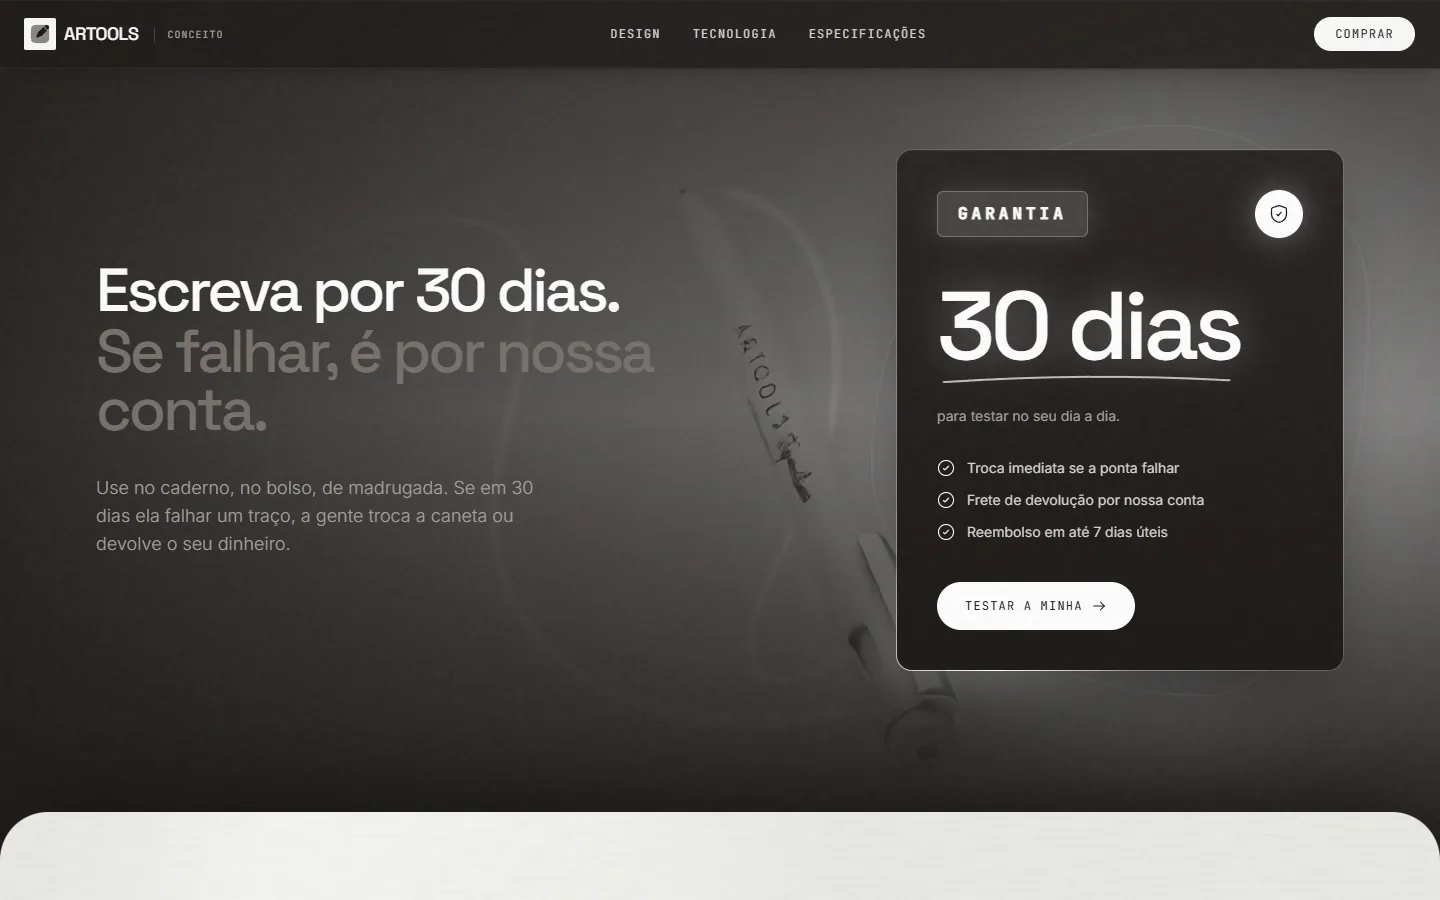 ARTOOLS
CONCEITO
DESIGN
TECNOLOGIA
ESPECIFICAÇÕES
COMPRAR
Escreva por 30 dias.
Se falhar, é por nossa
conta.
Use no caderno, no bolso, de madrugada. Se em 30
dias ela falhar um traço, a gente troca a caneta ou
devolve o seu dinheiro.
GARANTIA
30 dias
para testar no seu dia a dia.
Troca imediata se a ponta falhar
Frete de devolução por nossa conta
Reembolso em até 7 dias úteis
TESTAR A MINHA